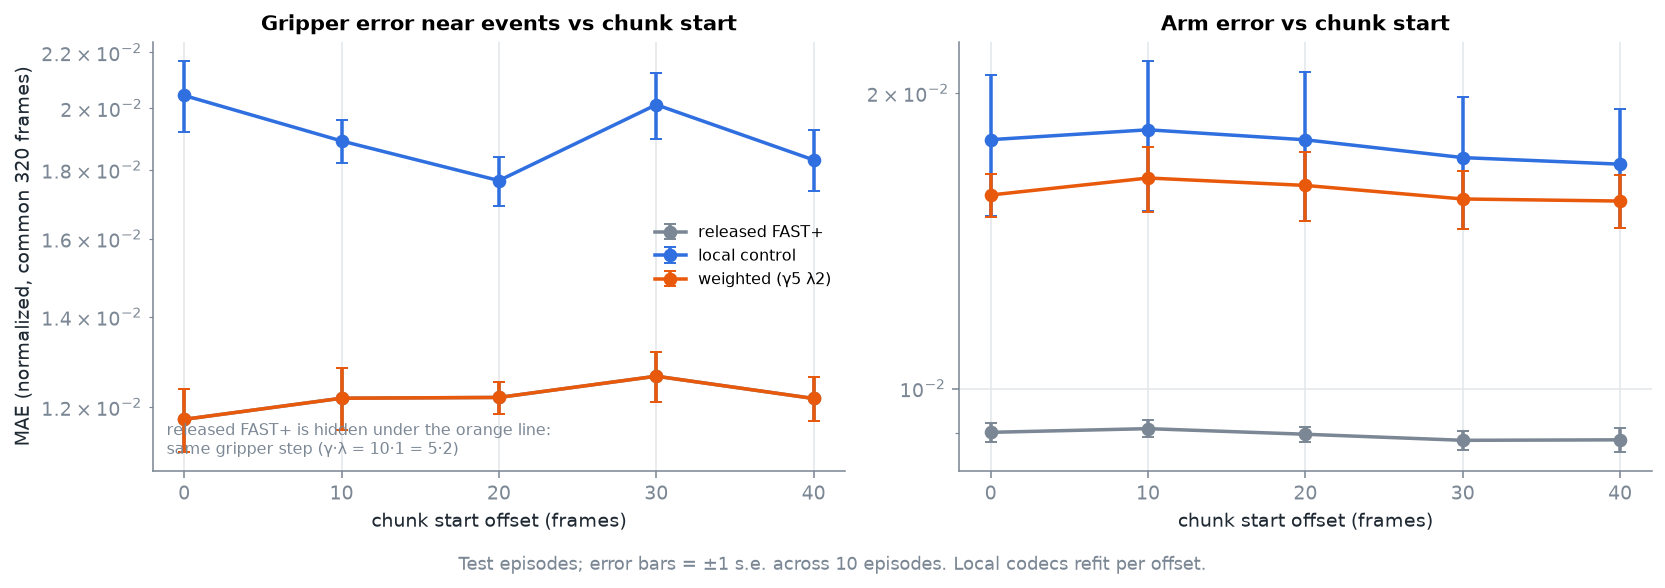 Gripper error near events vs chunk start
MAE (normalized, common 320 frames)
2.2 × 10⁻²
2 × 10⁻²
1.8 × 10⁻²
1.6 × 10⁻²
1.4 × 10⁻²
1.2 × 10⁻²
released FAST+
local control
weighted (γ5 λ2)
released FAST+ is hidden under the orange line:
same gripper step (γ·λ = 10·1 = 5·2)
0 10 20 30 40
chunk start offset (frames)
Arm error vs chunk start
2 × 10⁻²
10⁻²
0 10 20 30 40
chunk start offset (frames)
Test episodes; error bars = ±1 s.e. across 10 episodes. Local codecs refit per offset.